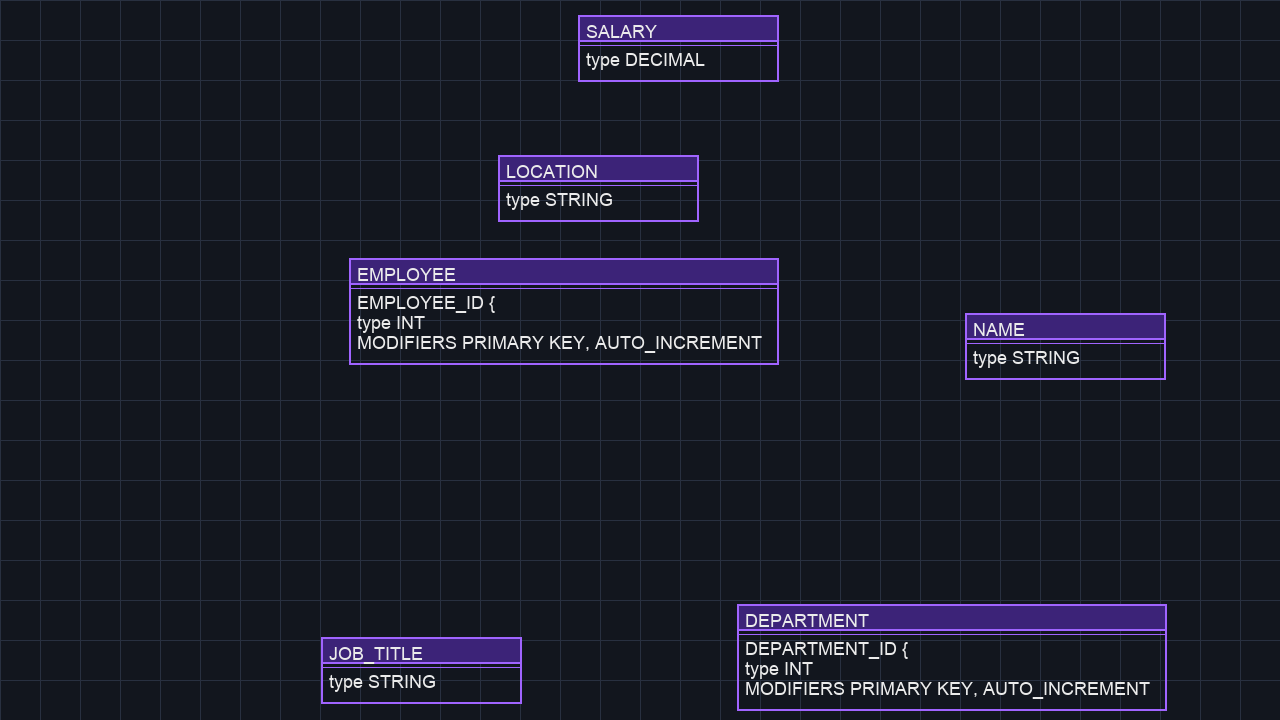 SALARY
type DECIMAL
LOCATION
type STRING
EMPLOYEE
EMPLOYEE_ID {
type INT
MODIFIERS PRIMARY KEY, AUTO_INCREMENT
NAME
type STRING
DEPARTMENT
DEPARTMENT_ID {
type INT
MODIFIERS PRIMARY KEY, AUTO_INCREMENT
JOB_TITLE
type STRING